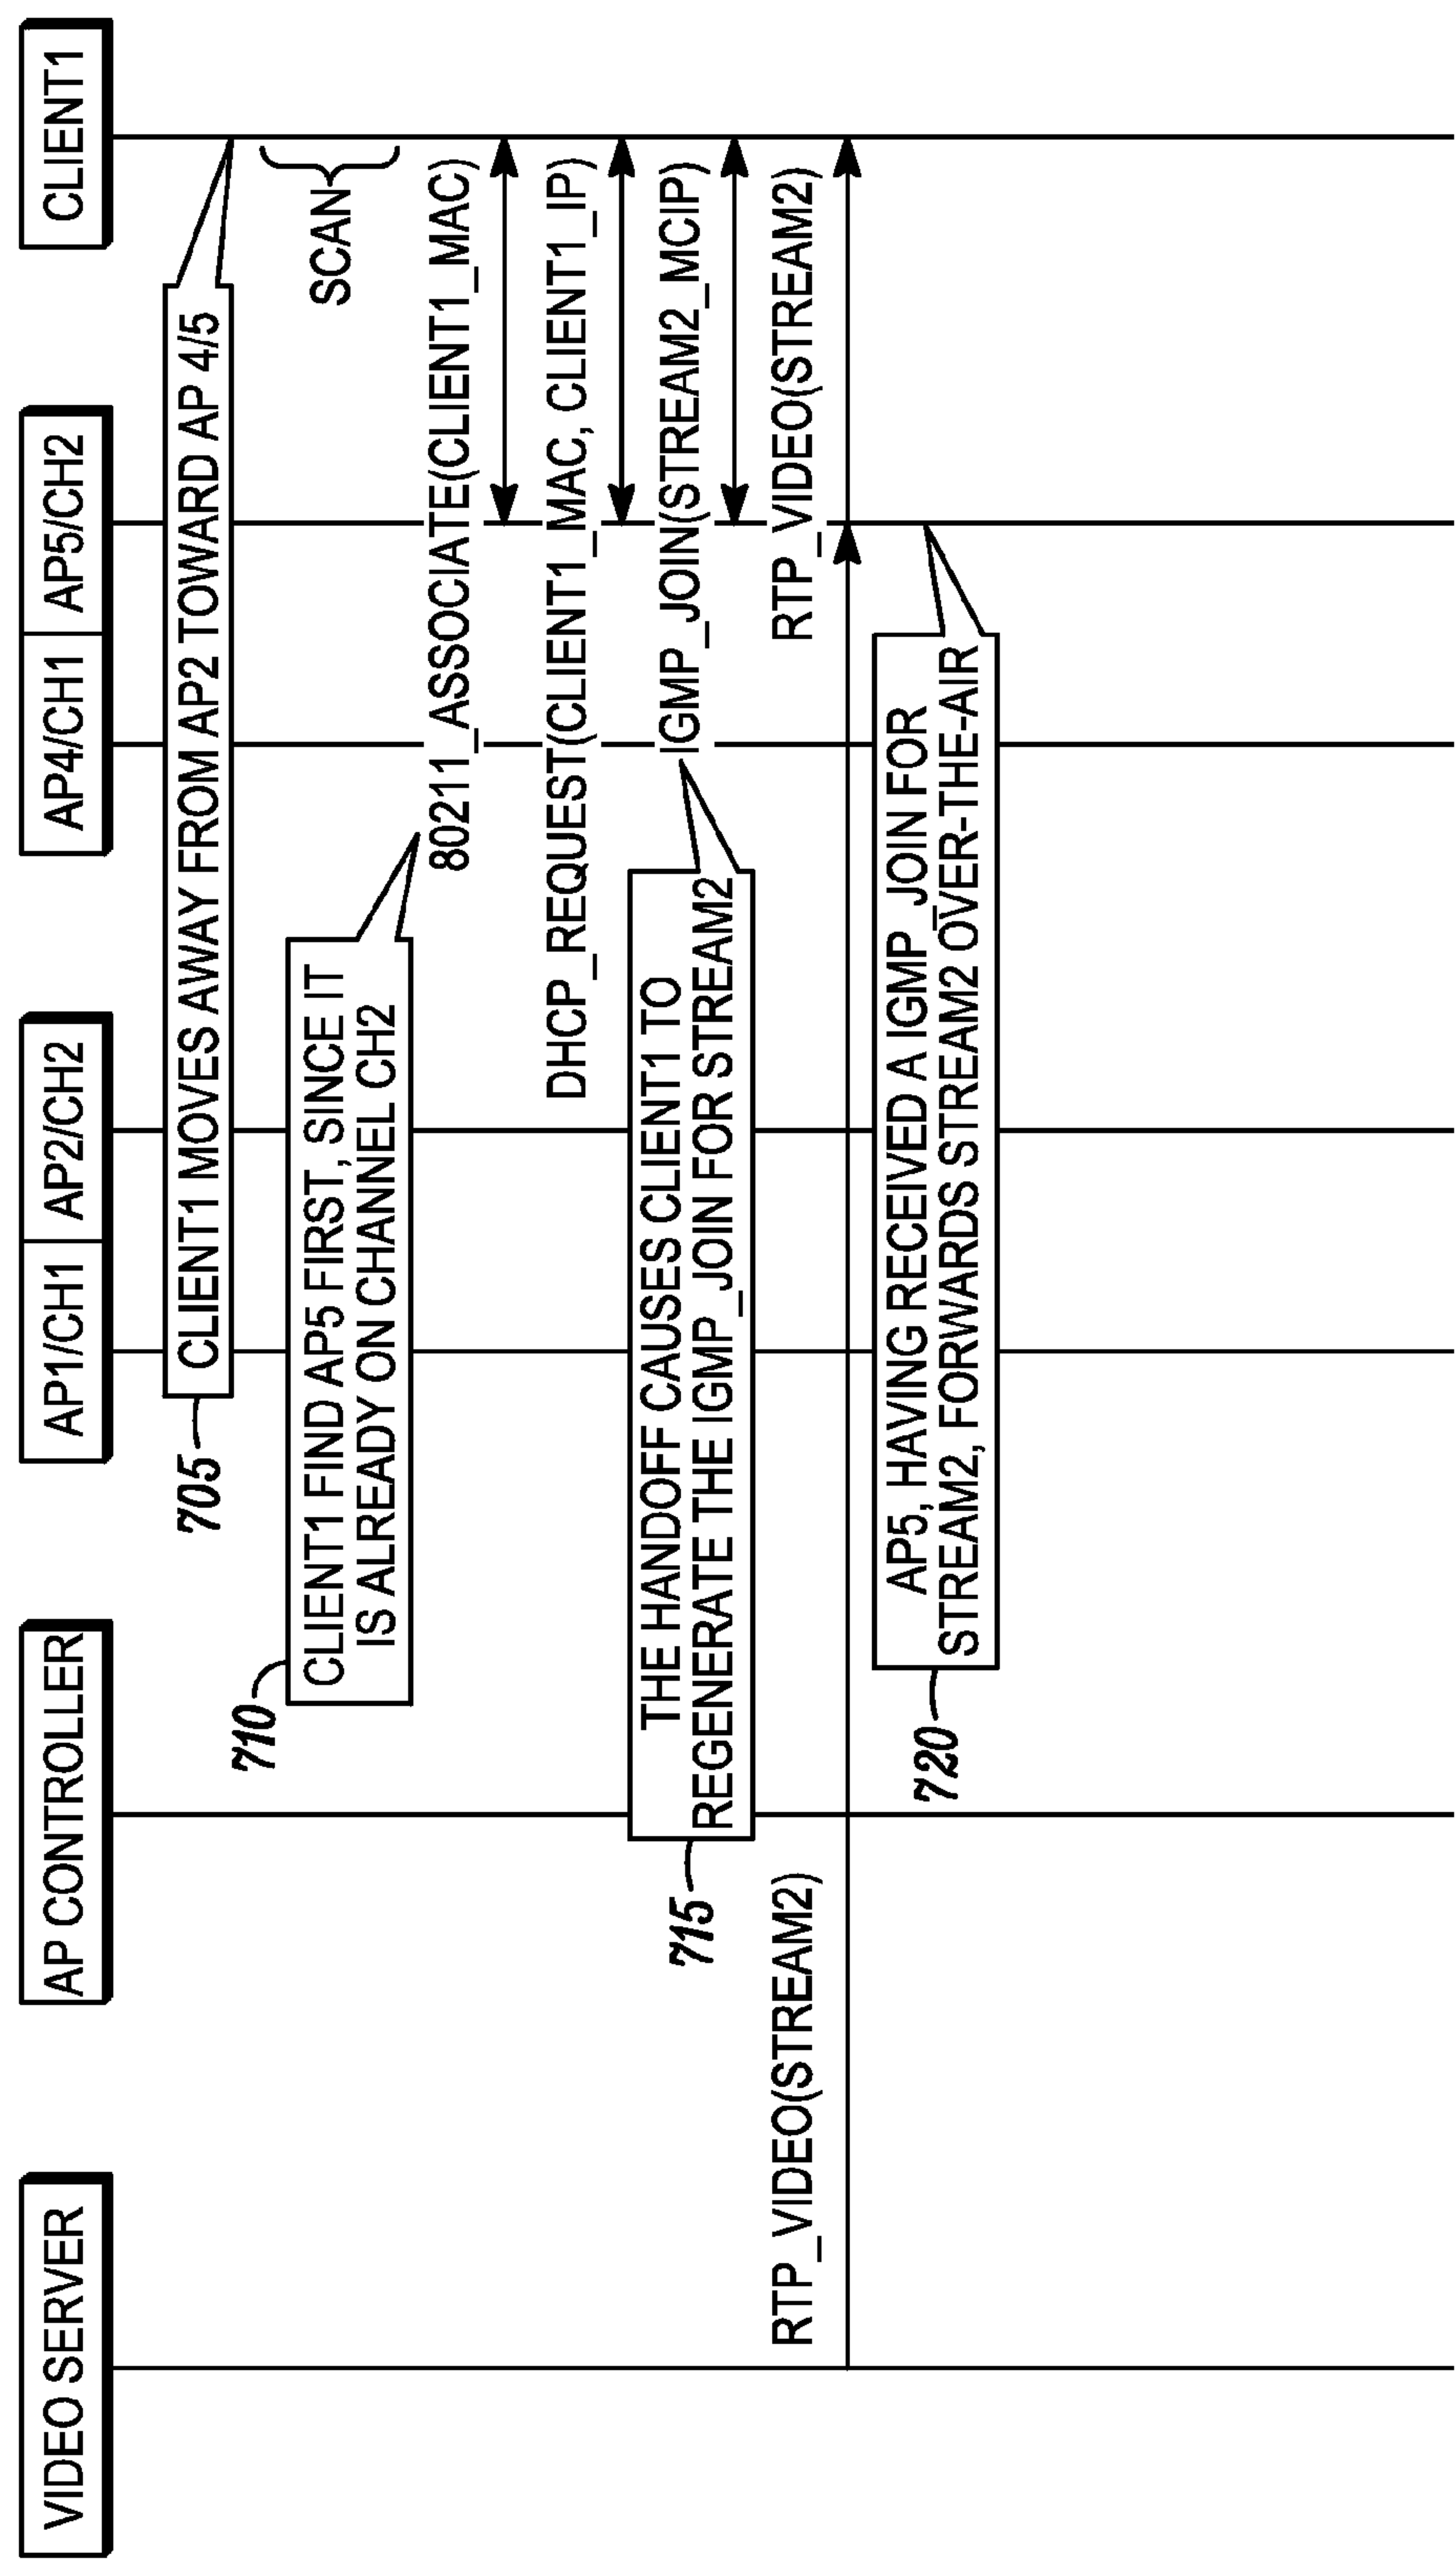 VIDEO SERVER
AP CONTROLLER
AP1/CH1
AP2/CH2
AP4/CH1
AP5/CH2
CLIENT1
705
CLIENT1 MOVES AWAY FROM AP2 TOWARD AP 4/5
SCAN
710
CLIENT1 FIND AP5 FIRST, SINCE IT
IS ALREADY ON CHANNEL CH2
80211_ASSOCIATE(CLIENT1_MAC)
DHCP_REQUEST(CLIENT1_MAC, CLIENT1_IP)
715
THE HANDOFF CAUSES CLIENT1 TO
REGENERATE THE IGMP_JOIN FOR STREAM2
IGMP_JOIN(STREAM2_MCIP)
RTP_VIDEO(STREAM2)
RTP_VIDEO(STREAM2)
720
AP5, HAVING RECEIVED A IGMP_JOIN FOR
STREAM2, FORWARDS STREAM2 OVER-THE-AIR